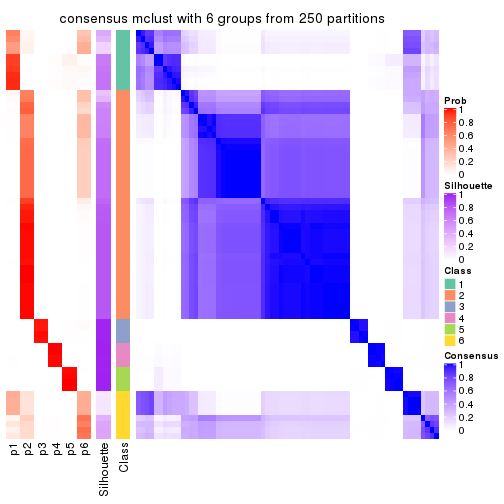 consensus mclust with 6 groups from 250 partitions
Prob
1
0.8
0.6
0.4
0.2
0
Silhouette
1
0.8
0.6
0.4
0.2
0
Class
1
2
3
4
5
6
Consensus
1
0.8
0.6
0.4
0.2
0
p1
p2
p3
p4
p5
p6
Silhouette
Class